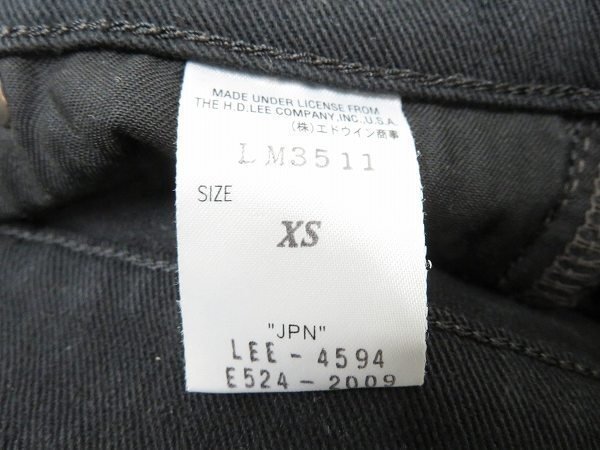 MADE UNDER LICENSE FROM
THE H.D.LEE COMPANY, INC., U.S.A.
(株)エドウイン商事
LM3511
SIZE
XS
"JPN"
LEE-4594
E524-2009